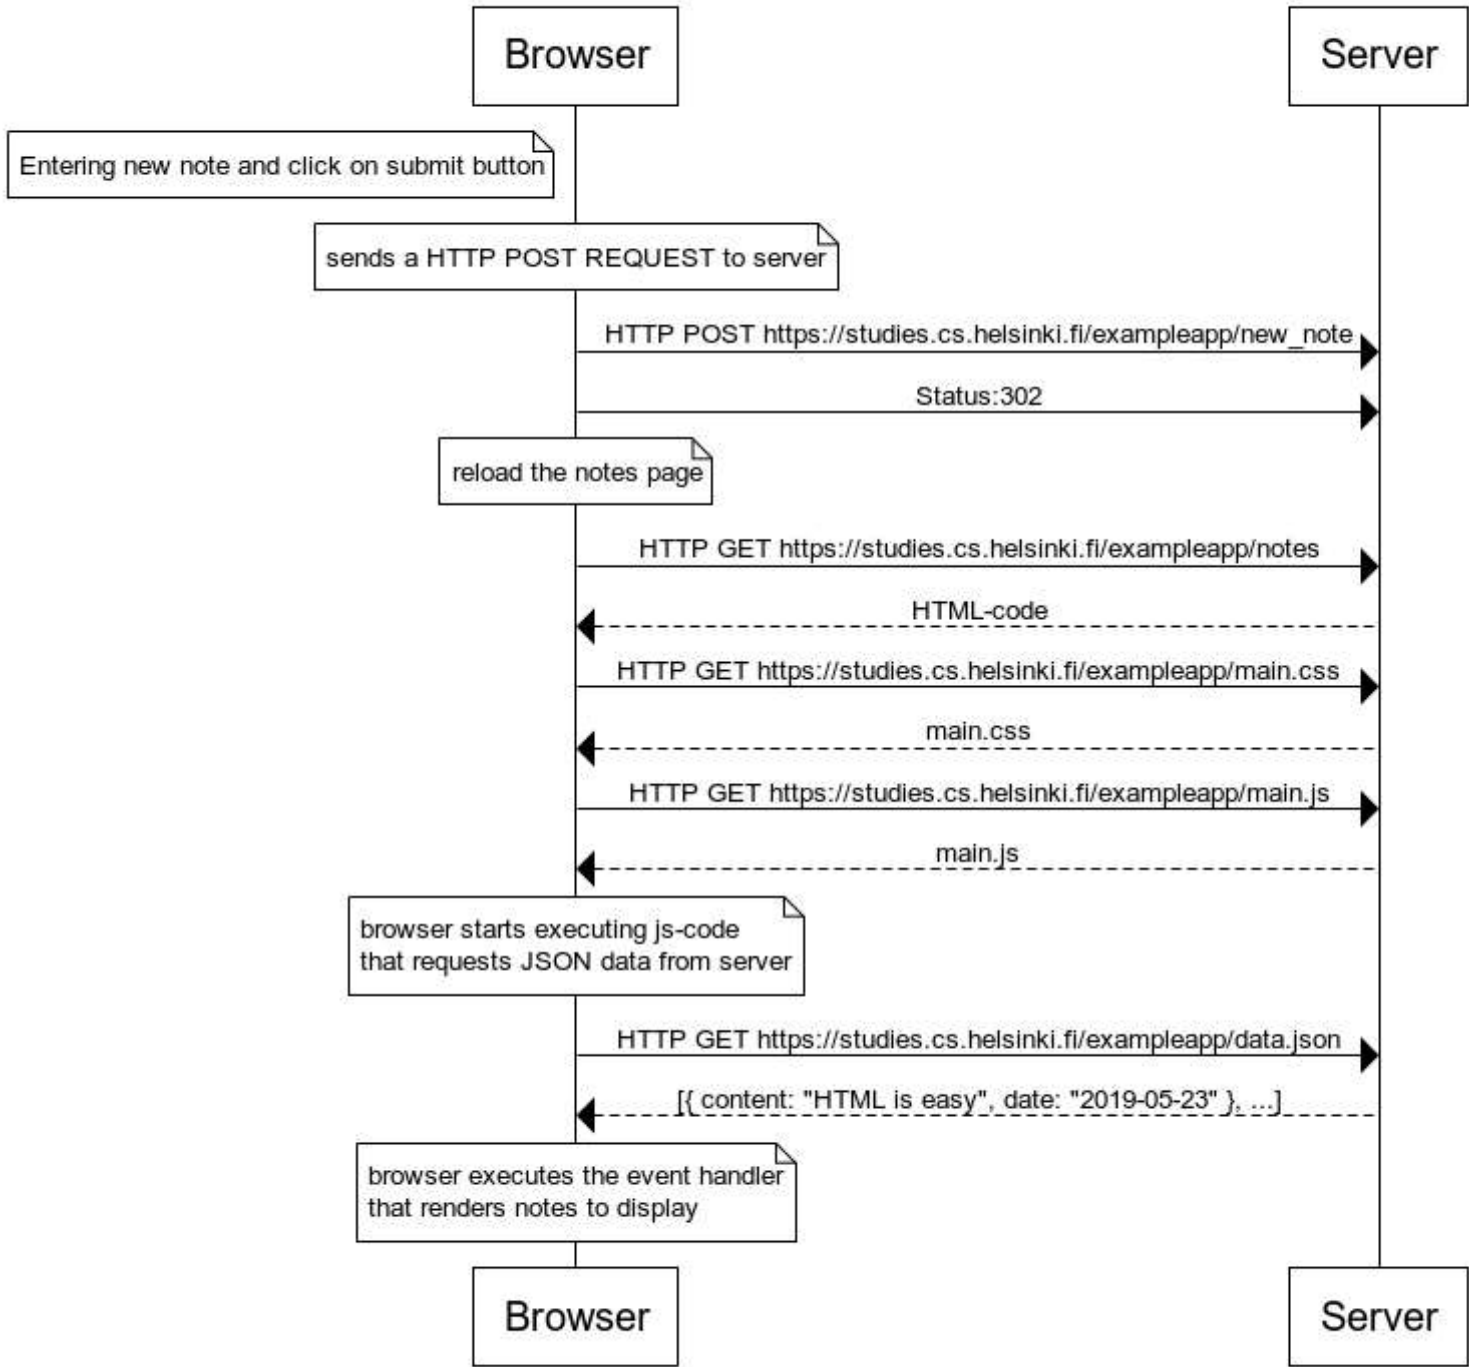 Browser
Server
Entering new note and click on submit button
sends a HTTP POST REQUEST to server
HTTP POST https://studies.cs.helsinki.fi/exampleapp/new_note
Status:302
reload the notes page
HTTP GET https://studies.cs.helsinki.fi/exampleapp/notes
HTML-code
HTTP GET https://studies.cs.helsinki.fi/exampleapp/main.css
main.css
HTTP GET https://studies.cs.helsinki.fi/exampleapp/main.js
main.js
browser starts executing js-code
that requests JSON data from server
HTTP GET https://studies.cs.helsinki.fi/exampleapp/data.json
[{ content: "HTML is easy", date: "2019-05-23" }, ...]
browser executes the event handler
that renders notes to display
Browser
Server